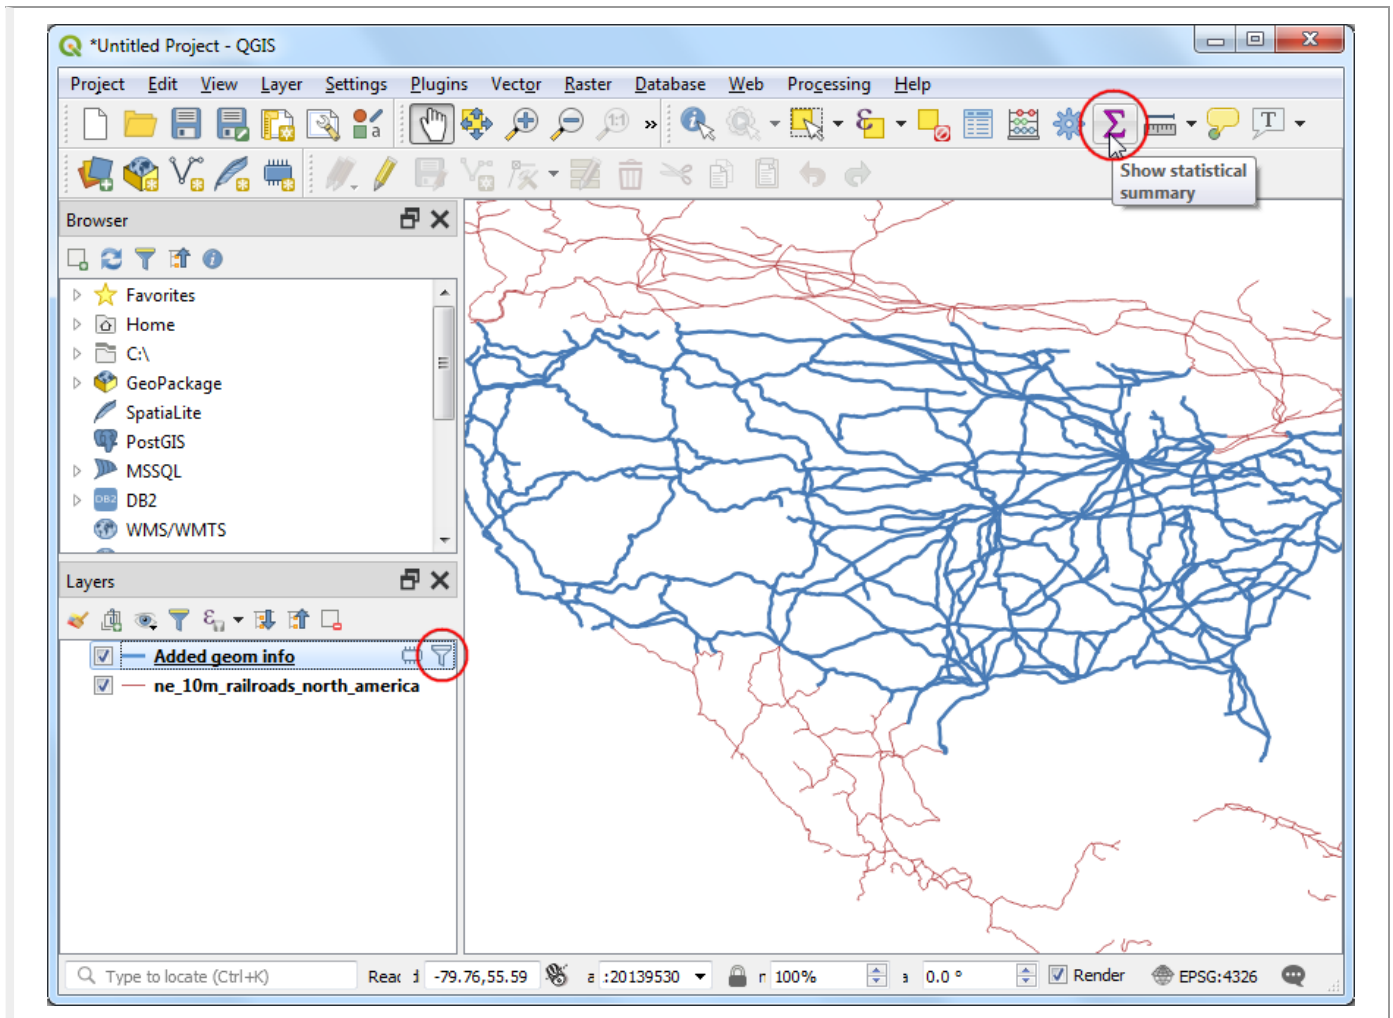 *Untitled Project - QGIS
Project Edit View Layer Settings Plugins Vector Raster Database Web Processing Help
Show statistical
summary
Browser
Favorites
Home
C:\
GeoPackage
SpatiaLite
PostGIS
MSSQL
DB2
WMS/WMTS
Layers
Added geom info
ne_10m_railroads_north_america
Type to locate (Ctrl+K) -79.76,55.59 :20139530 100% 0.0 ° Render EPSG:4326